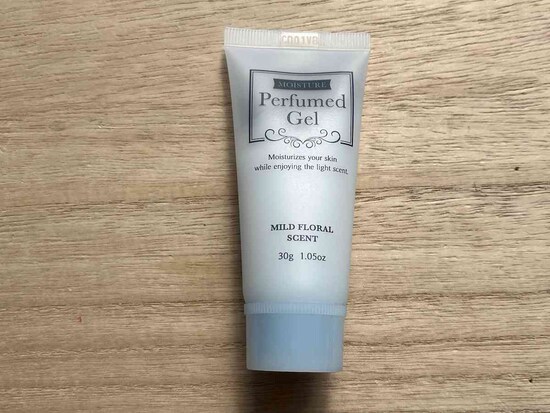 MOISTURE
Perfumed
Gel
Moisturizes your skin
while enjoying the light scent.
MILD FLORAL
SCENT
30g 1.05oz